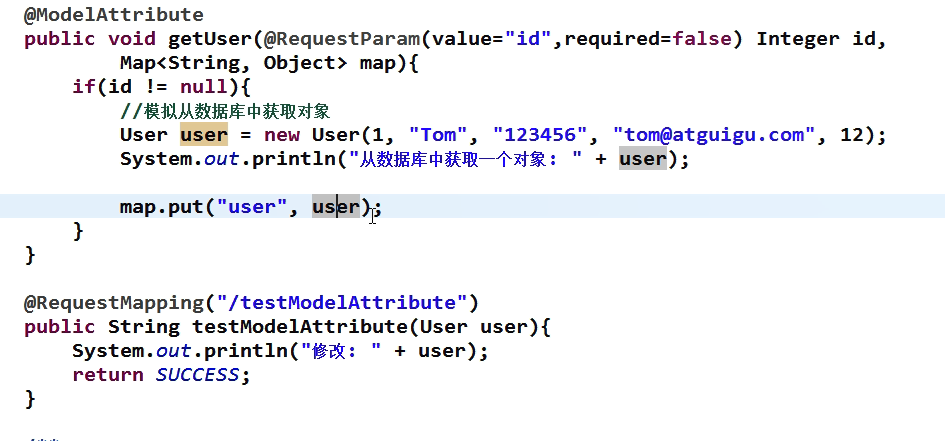 @ModelAttribute
public void getUser(@RequestParam(value="id",required=false) Integer id,
Map<String, Object> map){
if(id != null){
//模拟从数据库中获取对象
User user = new User(1, "Tom", "123456", "tom@atguigu.com", 12);
System.out.println("从数据库中获取一个对象: " + user);
map.put("user", user);
}
}
@RequestMapping("/testModelAttribute")
public String testModelAttribute(User user){
System.out.println("修改: " + user);
return SUCCESS;
}
/**